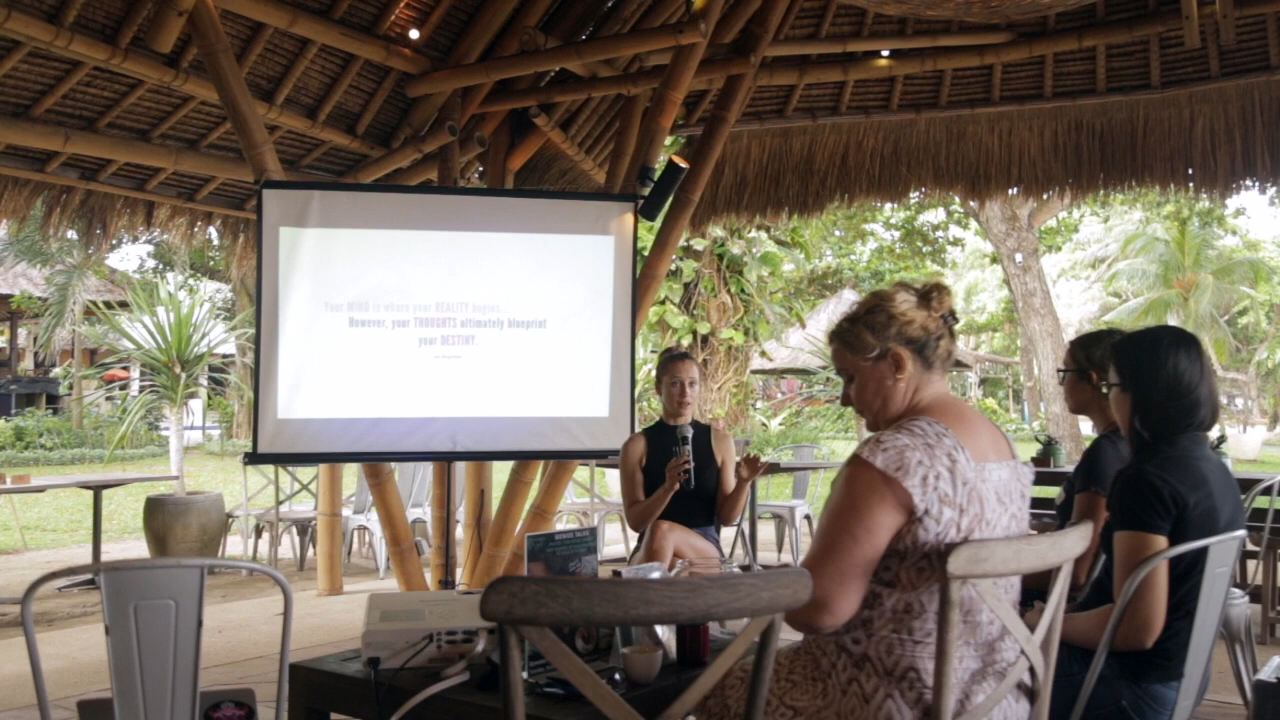 Your MIND is where your REALITY begins...
However, your THOUGHTS ultimately blueprint
your DESTINY.